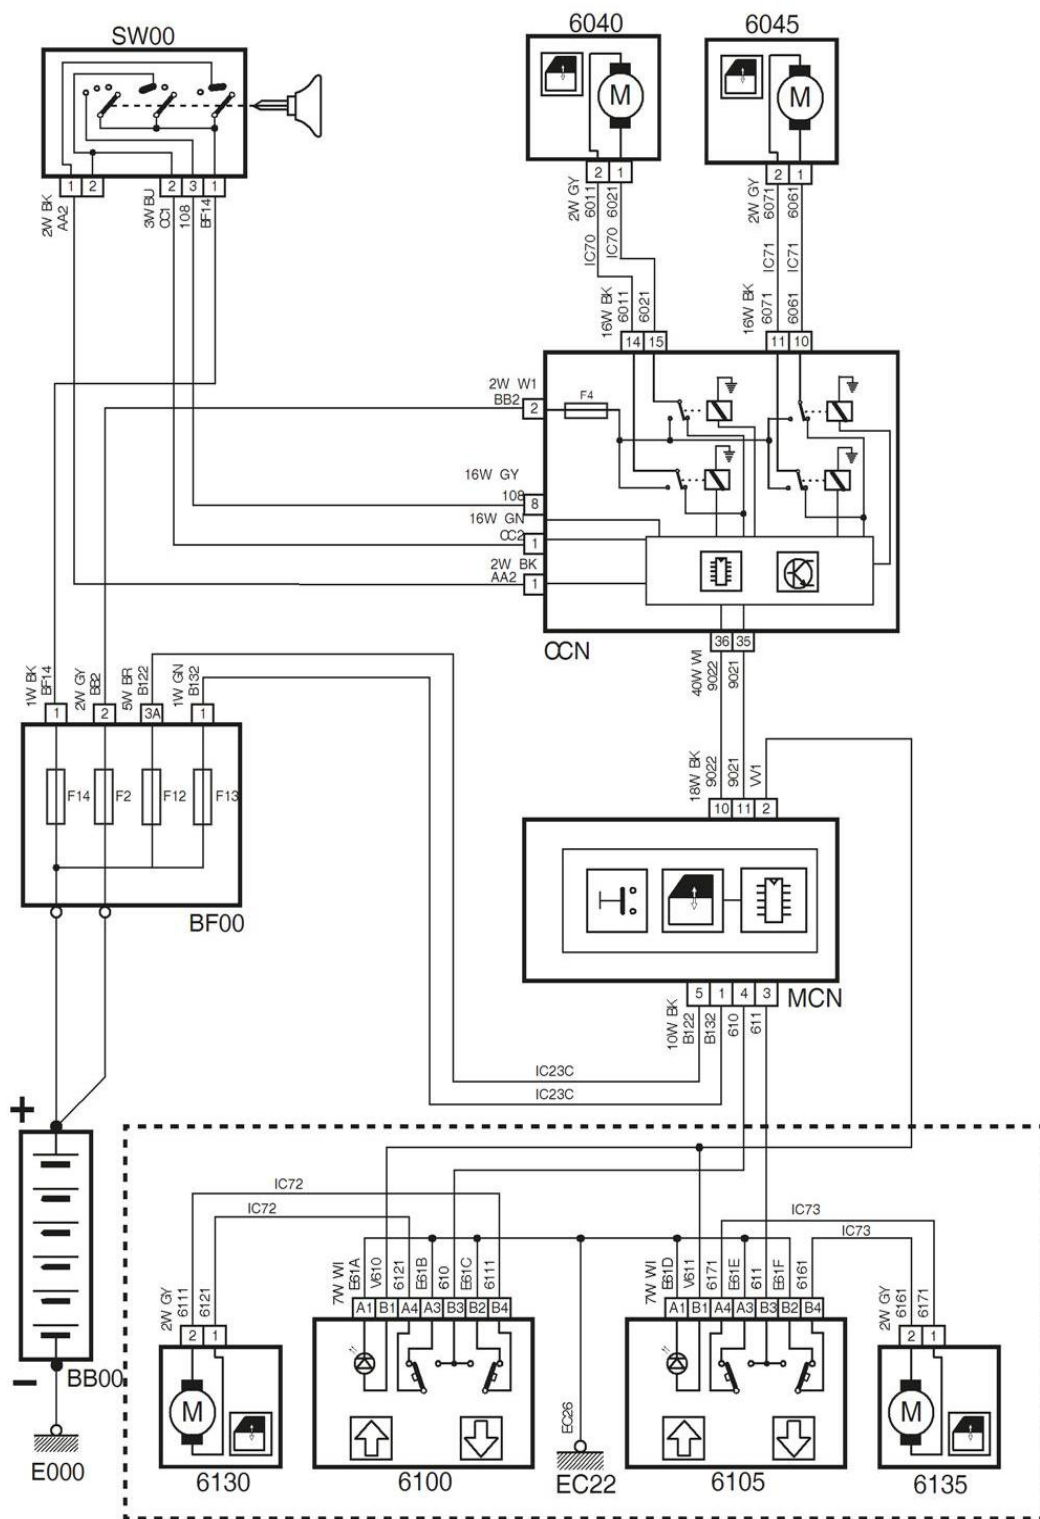 SW00
6040
6045
M
M
1 2
2 3 1
2W BK
AA2
3W BU
CC1
108
BF14
2 1
2 1
2W GY
6011
6021
2W GY
6071
6061
IC70
IC70
IC71
IC71
16W BK
6011
6021
16W BK
6071
6061
14 15
11 10
2W W1
BB2
2
F4
16W GY
108
8
16W GN
CC2
1
2W BK
AA2
1
CCN
36 35
40W WI
9022
9021
1W BK
BF14
2W GY
BB2
5W BR
B122
1W GN
B132
1 2 3A 1
F14 F2 F12 F13
BF00
18W BK
9022
9021
VV1
10 11 2
MCN
5 1 4 3
10W BK
B122
B132
610
611
IC23C
IC23C
+
IC72
IC72
IC73
IC73
7W WI
E61A
V610
6121
E61B
610
E61C
6111
7W WI
E61D
V611
6171
E61E
611
E61F
6161
2W GY
6111
6121
2W GY
6161
6171
A1 B1 A4 A3 B3 B2 B4
A1 B1 A4 A3 B3 B2 B4
2 1
2 1
−
BB00
M
M
EC26
E000
6130
6100
EC22
6105
6135